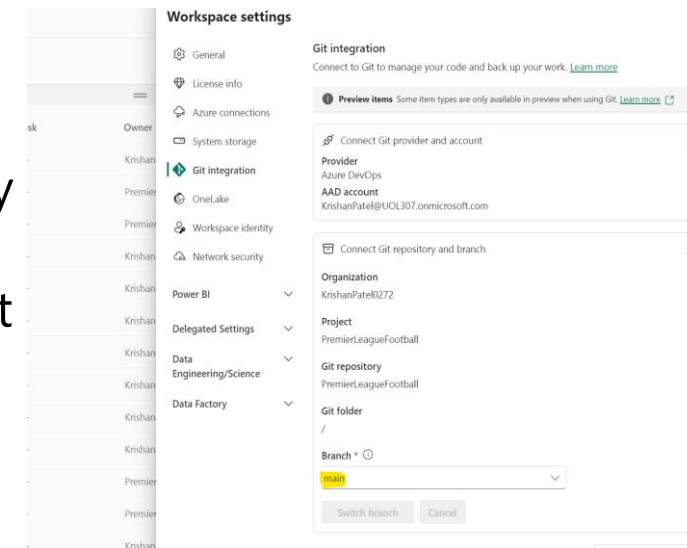 Workspace settings
General
License info
Azure connections
System storage
Git integration
OneLake
Workspace identity
Network security
Power BI
Delegated Settings
Data
Engineering/Science
Data Factory
Git integration
Connect to Git to manage your code and back up your work. Learn more
Preview items Some item types are only available in preview when using Git. Learn more
Connect Git provider and account
Provider
Azure DevOps
AAD account
KrishanPatel@UOL307.onmicrosoft.com
Connect Git repository and branch
Organization
KrishanPatel0272
Project
PremierLeagueFootball
Git repository
PremierLeagueFootball
Git folder
/
Branch *
main
Switch branch
Cancel
sk
Owner
Krishan
Premier
Premier
Krishan
Krishan
Krishan
Krishan
Krishan
Krishan
Krishan
Premier
Premier
Krishan
y
t